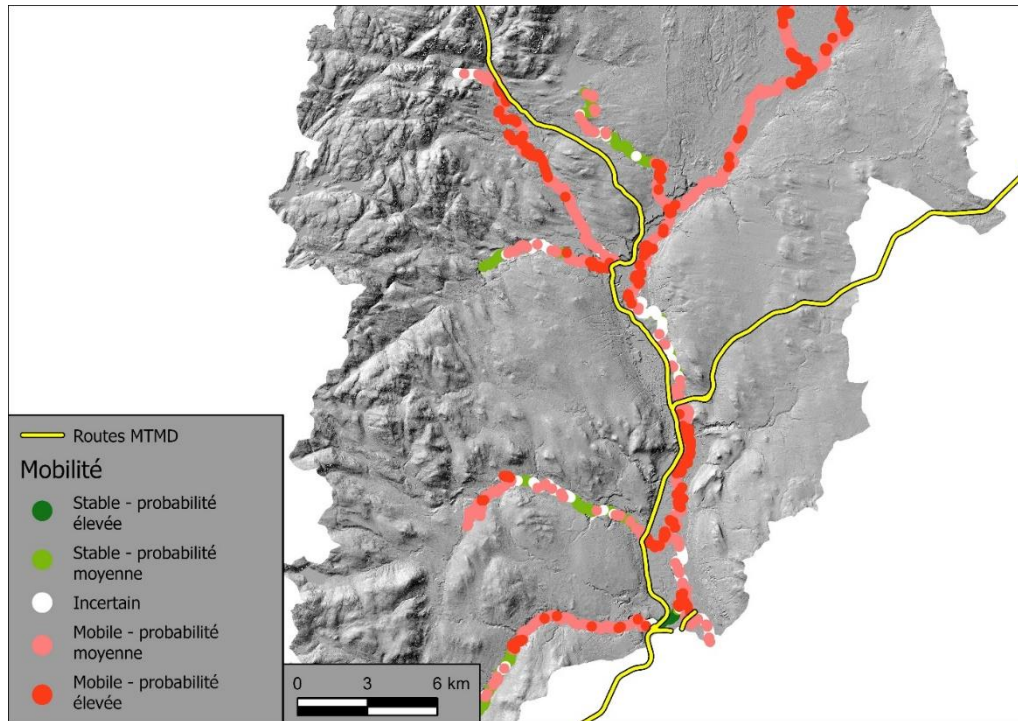 Routes MTMD
Mobilité
Stable - probabilité
élevée
Stable - probabilité
moyenne
Incertain
Mobile - probabilité
moyenne
Mobile - probabilité
élevée
0 3 6 km